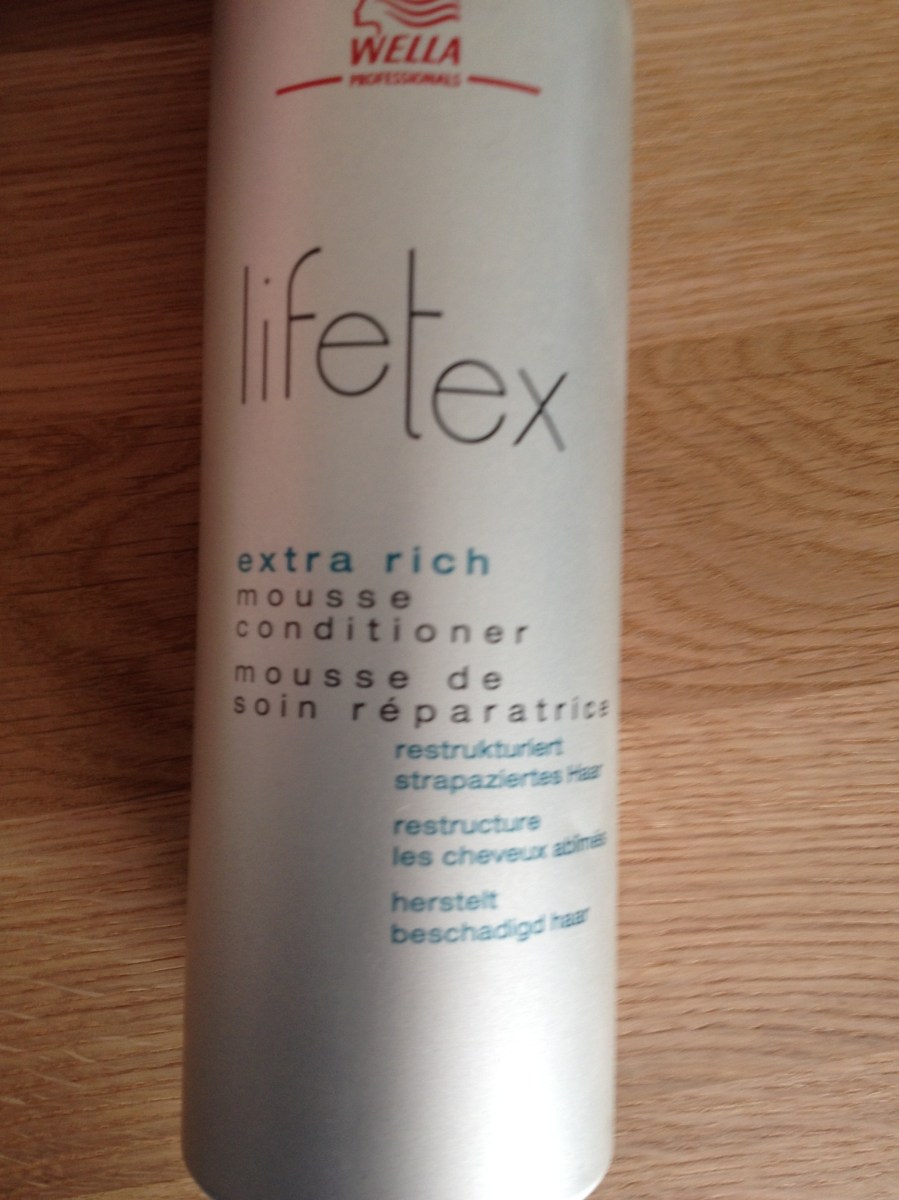 WELLA
PROFESSIONALS
lifetex
extra rich
mousse
conditioner
mousse de
soin réparatrice
restrukturiert
strapaziertes Haar
restructure
les cheveux abîmés
herstelt
beschadigd haar